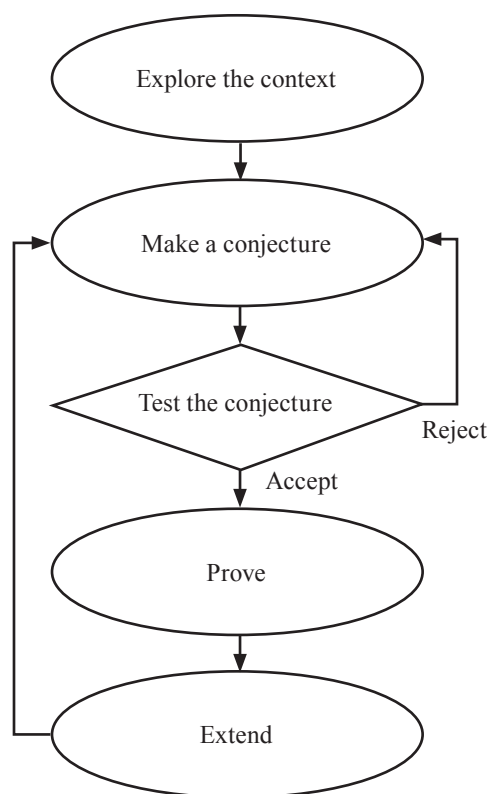 Explore the context
Make a conjecture
Test the conjecture
Reject
Accept
Prove
Extend